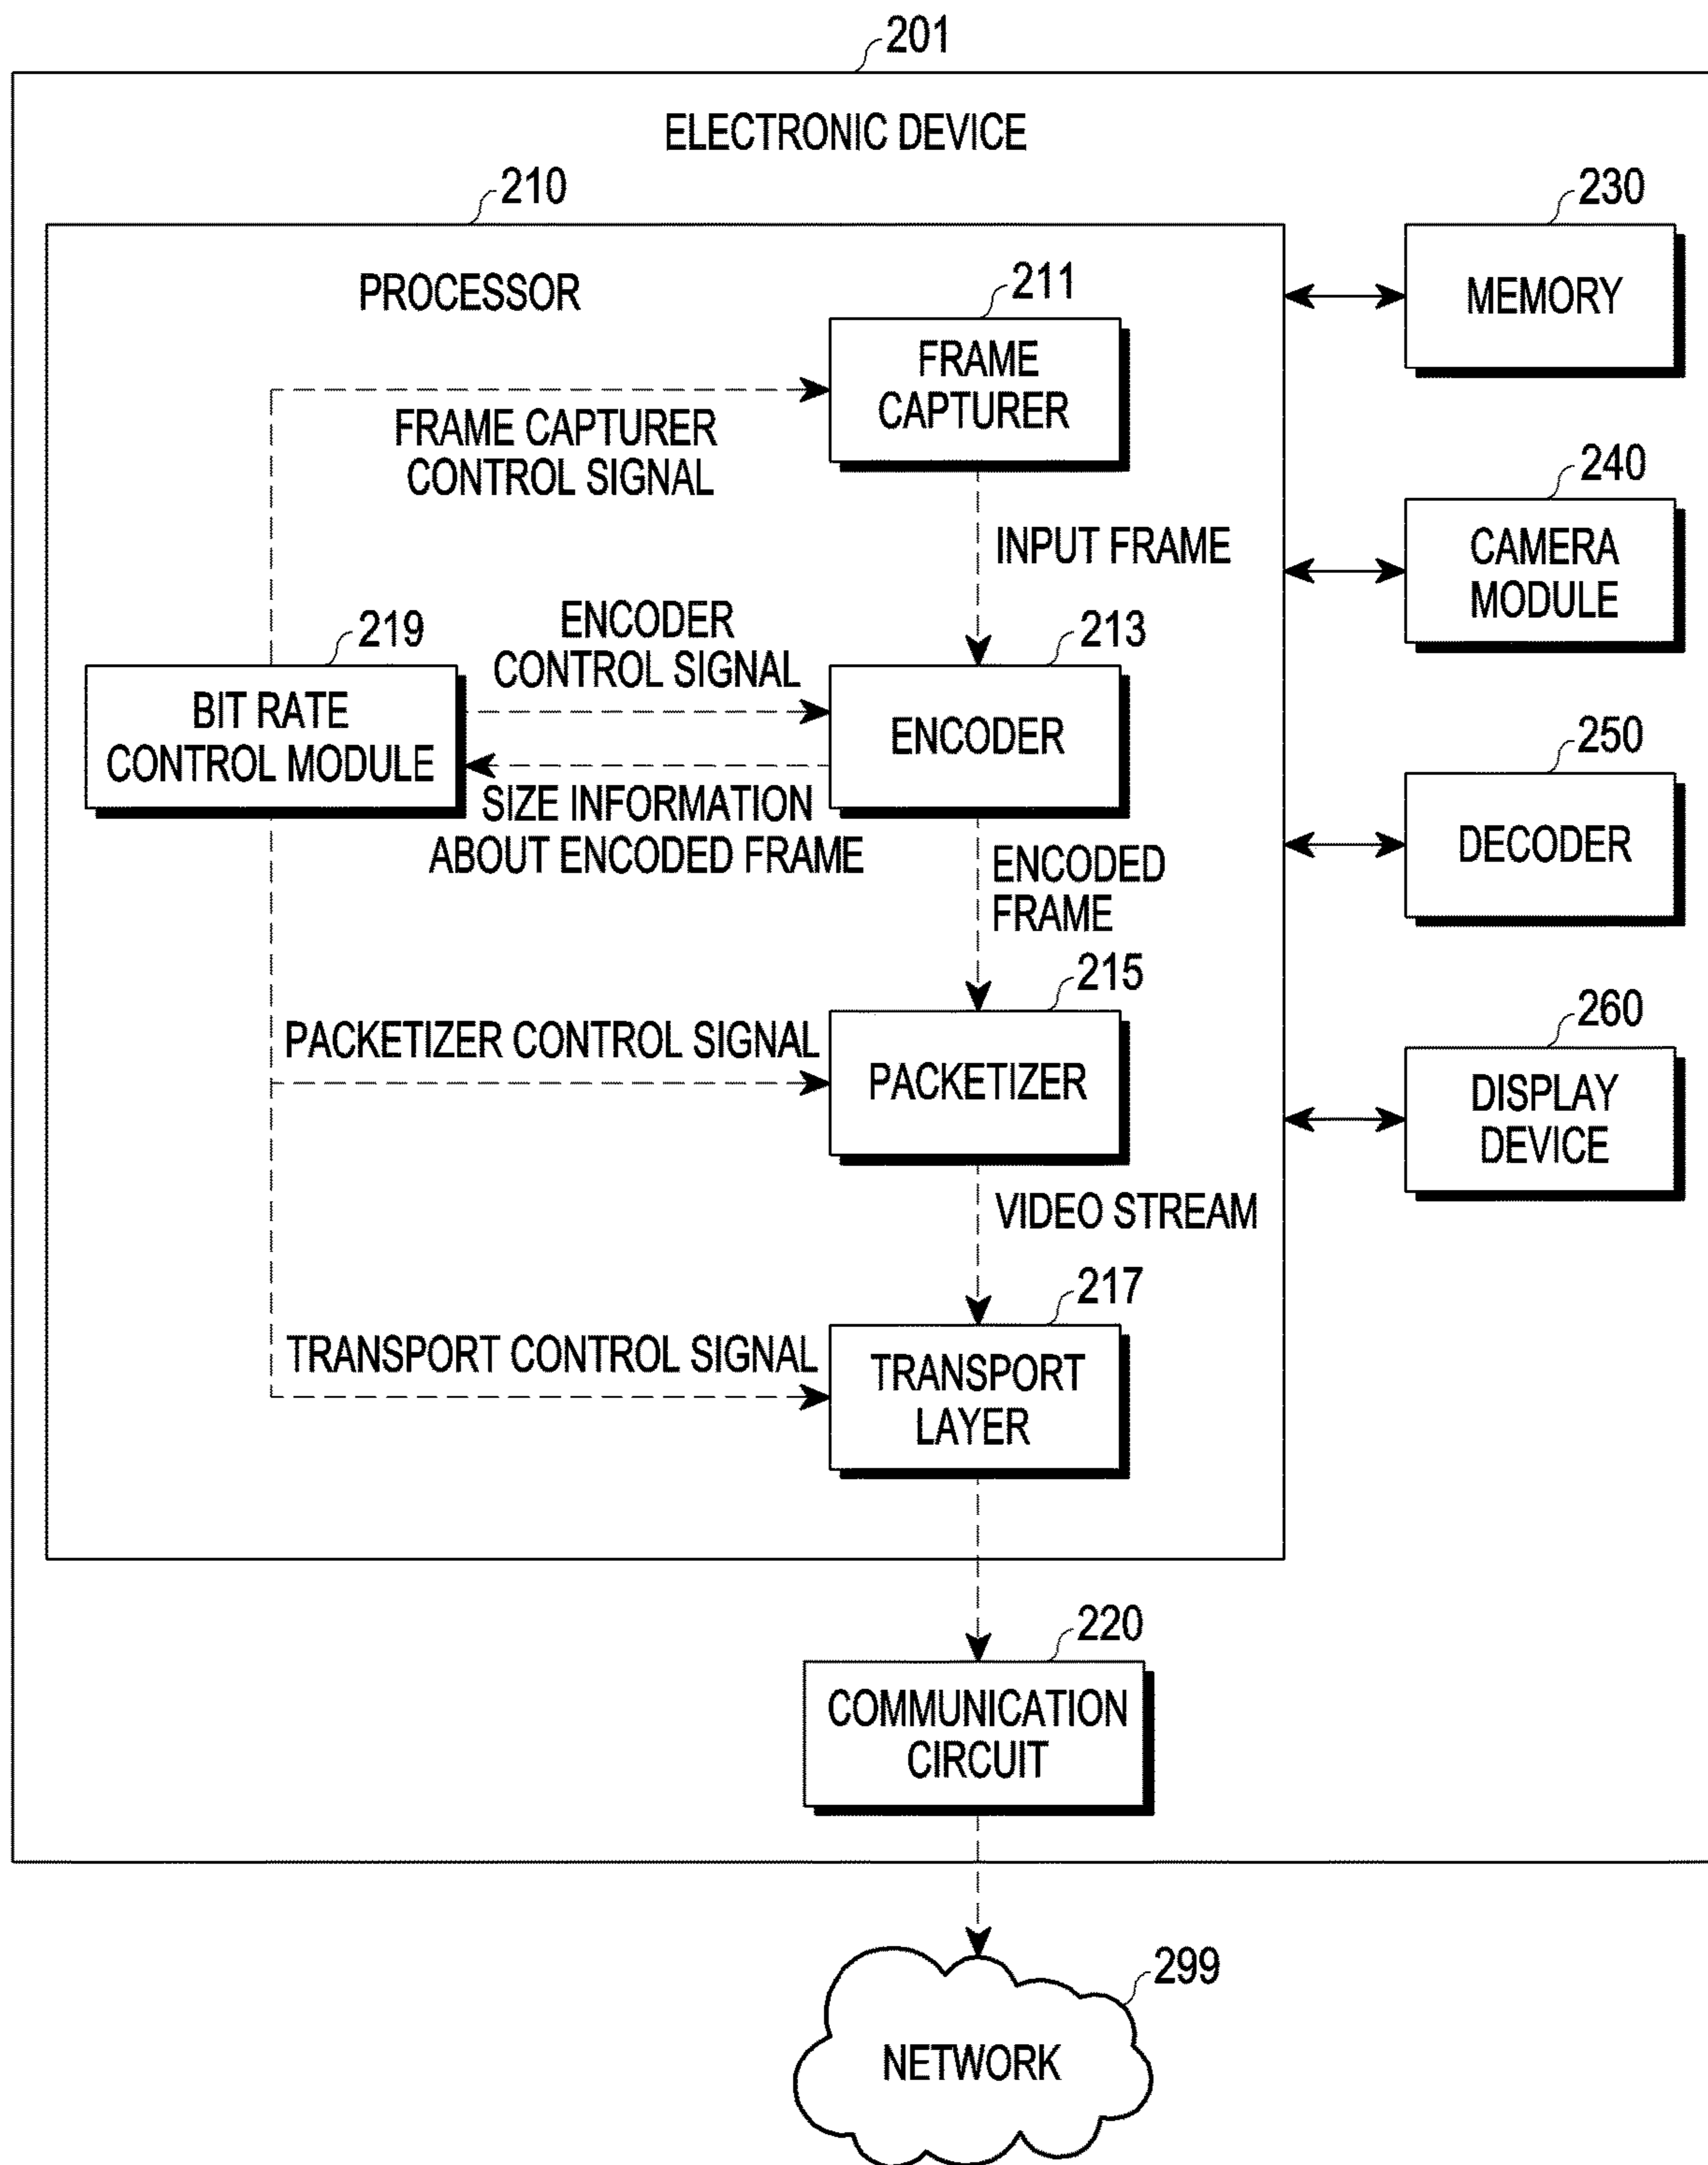 201
ELECTRONIC DEVICE
210
230
PROCESSOR
211
MEMORY
FRAME
CAPTURER
FRAME CAPTURER
CONTROL SIGNAL
240
INPUT FRAME
CAMERA
MODULE
219
ENCODER
CONTROL SIGNAL
213
BIT RATE
CONTROL MODULE
ENCODER
250
SIZE INFORMATION
ABOUT ENCODED FRAME
DECODER
ENCODED
FRAME
215
260
PACKETIZER CONTROL SIGNAL
PACKETIZER
DISPLAY
DEVICE
VIDEO STREAM
217
TRANSPORT CONTROL SIGNAL
TRANSPORT
LAYER
220
COMMUNICATION
CIRCUIT
299
NETWORK